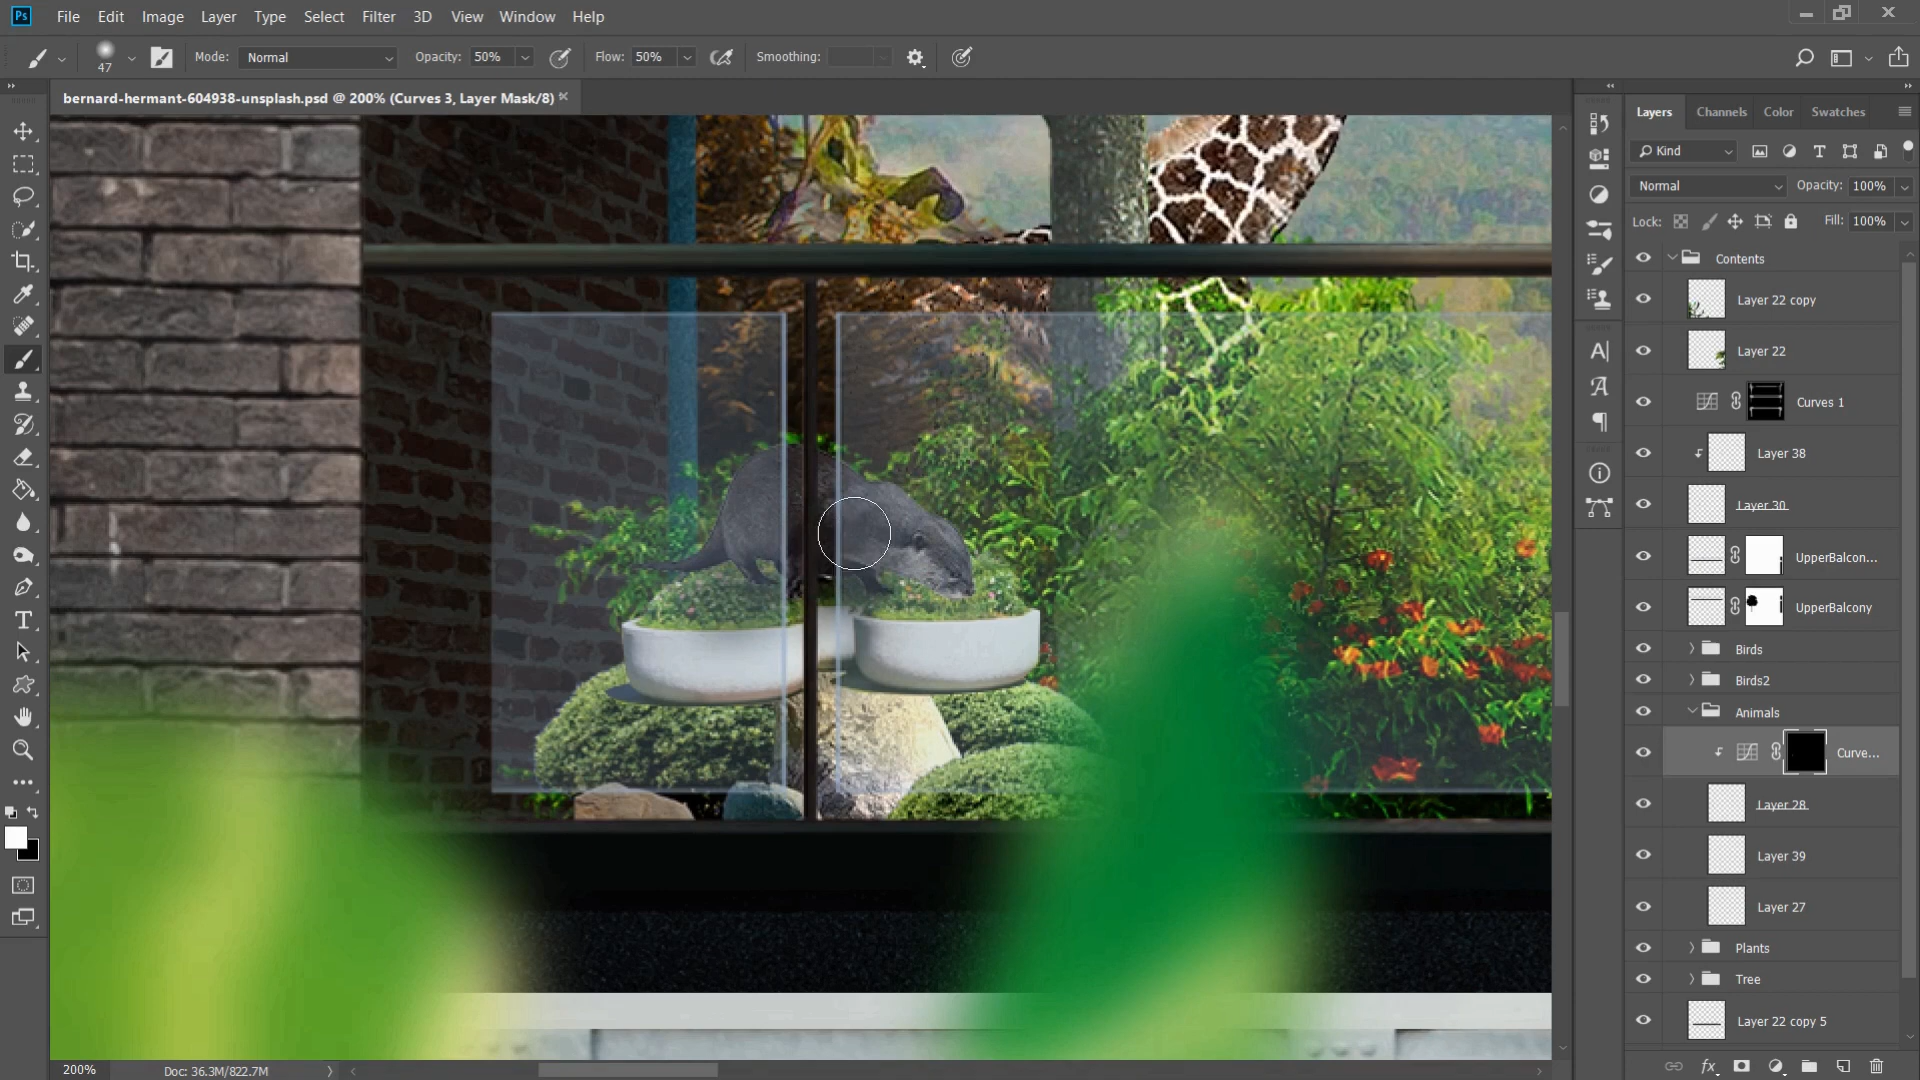 Ps File Edit Image Layer Type Select Filter 3D View Window Help
47 Mode: Normal Opacity: 50% Flow: 50% Smoothing:
bernard-hermant-604938-unsplash.psd @ 200% (Curves 3, Layer Mask/8)
Layers Channels Color Swatches
Kind
Normal Opacity: 100%
Lock: Fill: 100%
Contents
Layer 22 copy
Layer 22
Curves 1
Layer 38
Layer 30
UpperBalcon...
UpperBalcony
Birds
Birds2
Animals
Curve...
Layer 28
Layer 39
Layer 27
Plants
Tree
Layer 22 copy 5
200% Doc: 36.3M/822.7M
fx